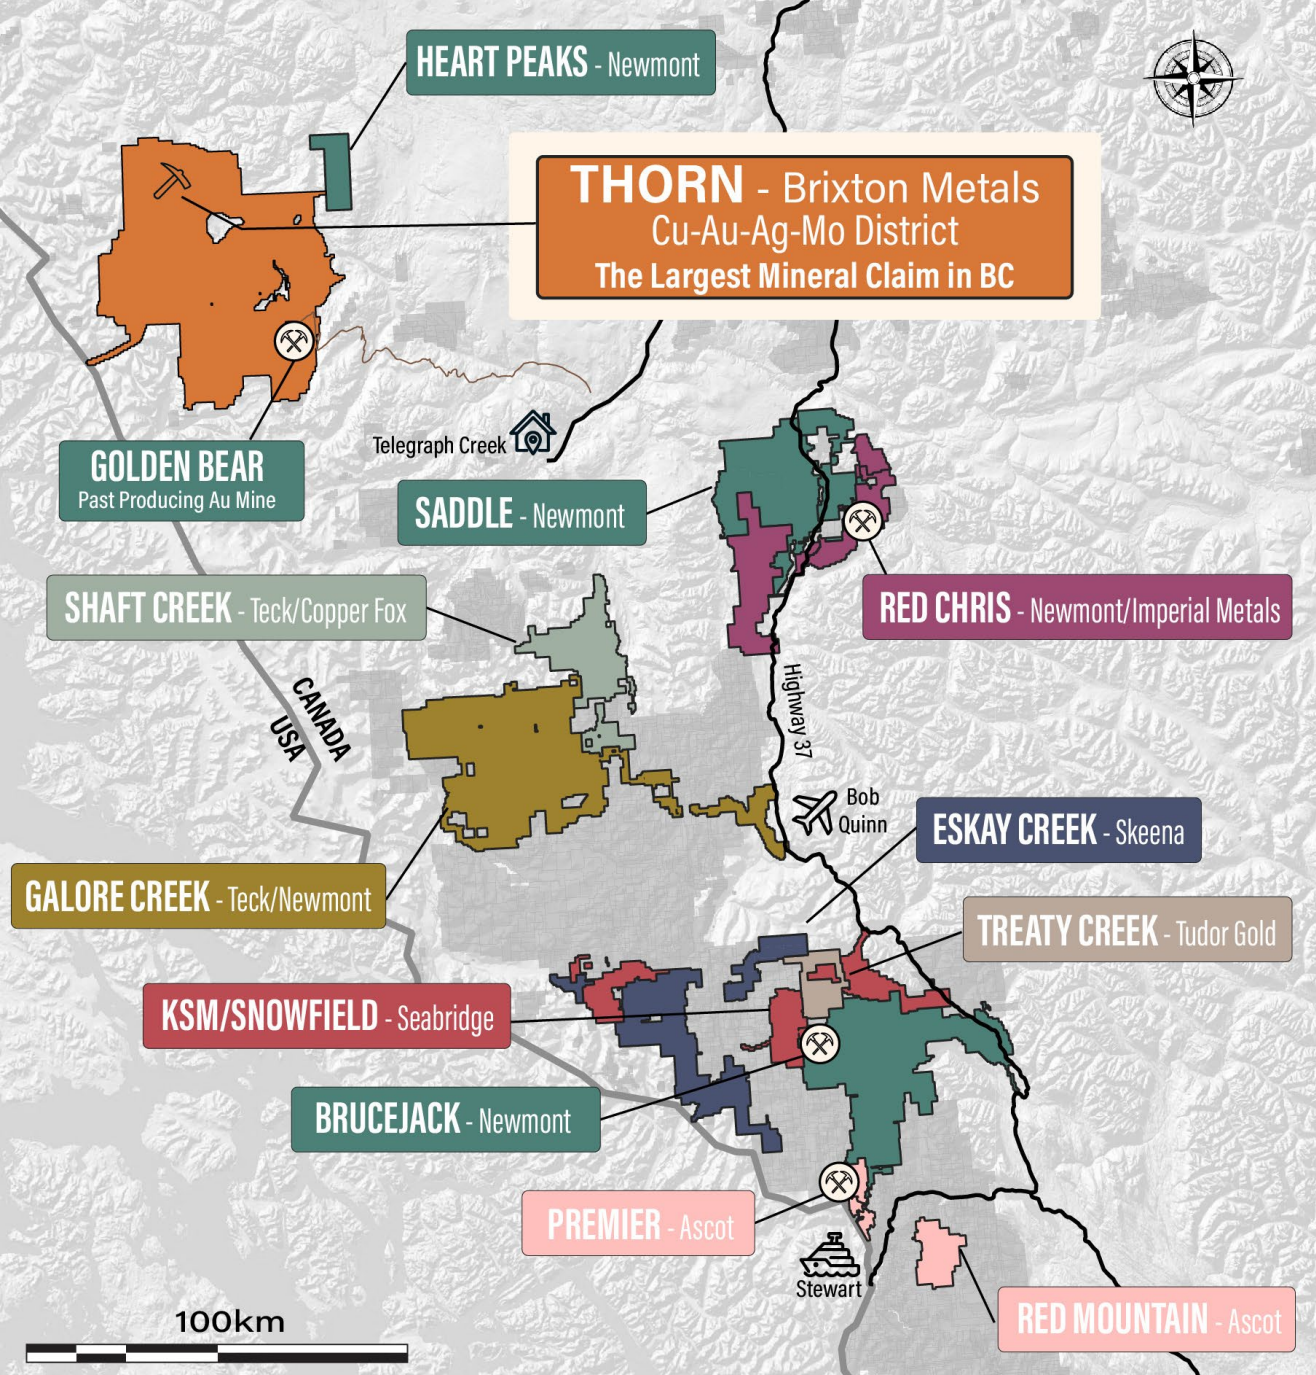 HEART PEAKS - Newmont
THORN - Brixton Metals
Cu-Au-Ag-Mo District
The Largest Mineral Claim in BC
GOLDEN BEAR
Past Producing Au Mine
Telegraph Creek
SADDLE - Newmont
SHAFT CREEK - Teck/Copper Fox
RED CHRIS - Newmont/Imperial Metals
CANADA
USA
Highway 37
Bob
Quinn
ESKAY CREEK - Skeena
GALORE CREEK - Teck/Newmont
TREATY CREEK - Tudor Gold
KSM/SNOWFIELD - Seabridge
BRUCEJACK - Newmont
PREMIER - Ascot
Stewart
RED MOUNTAIN - Ascot
100km